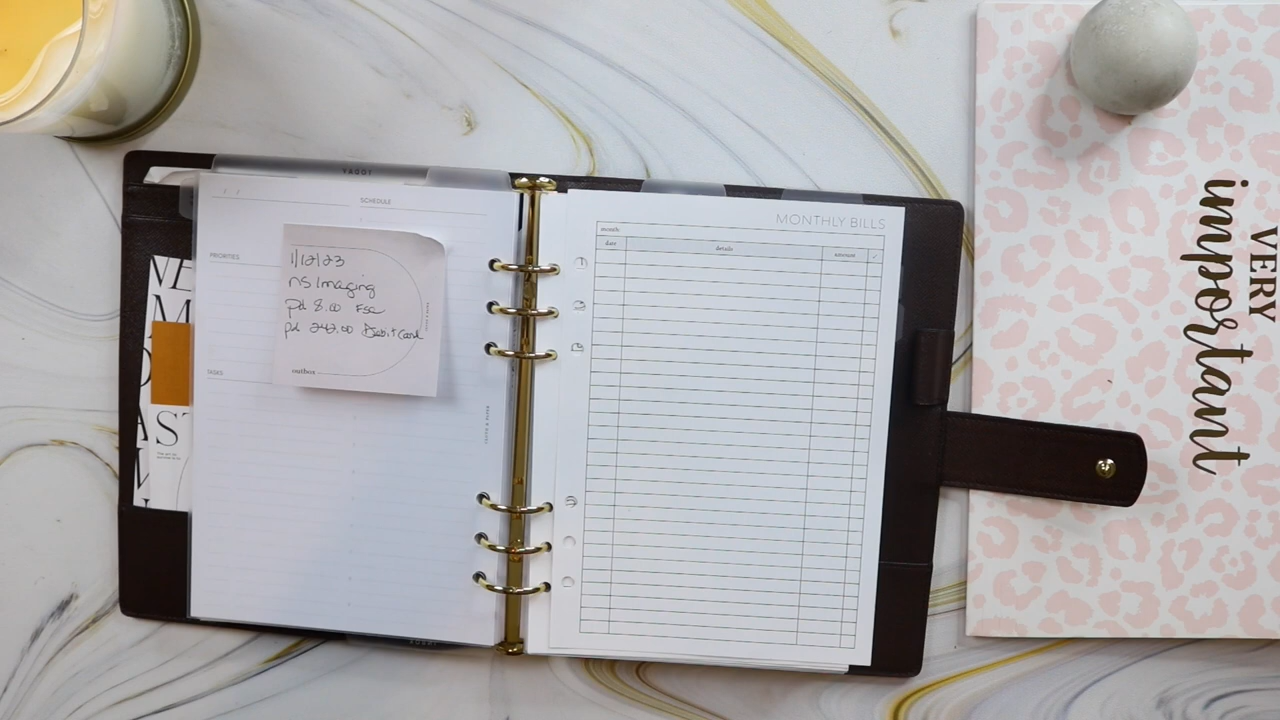 TODAY
SCHEDULE
PRIORITIES
1/12/23
NS Imaging
pd 8.00 FSC
pd 242.00 Debit Card
outbox
TASKS
MONTHLY BILLS
month:
date details amount ✓
VERY
important